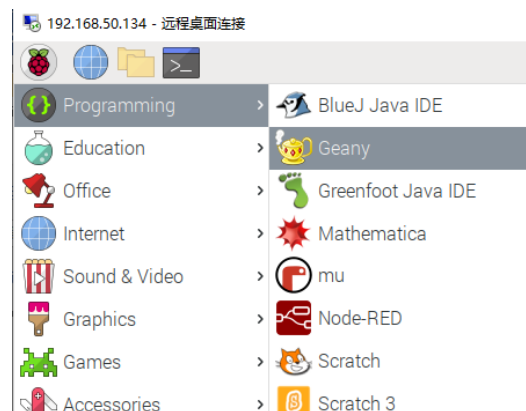 192.168.50.134 - 远程桌面连接
Programming
Education
Office
Internet
Sound & Video
Graphics
Games
Accessories
BlueJ Java IDE
Geany
Greenfoot Java IDE
Mathematica
mu
Node-RED
Scratch
Scratch 3